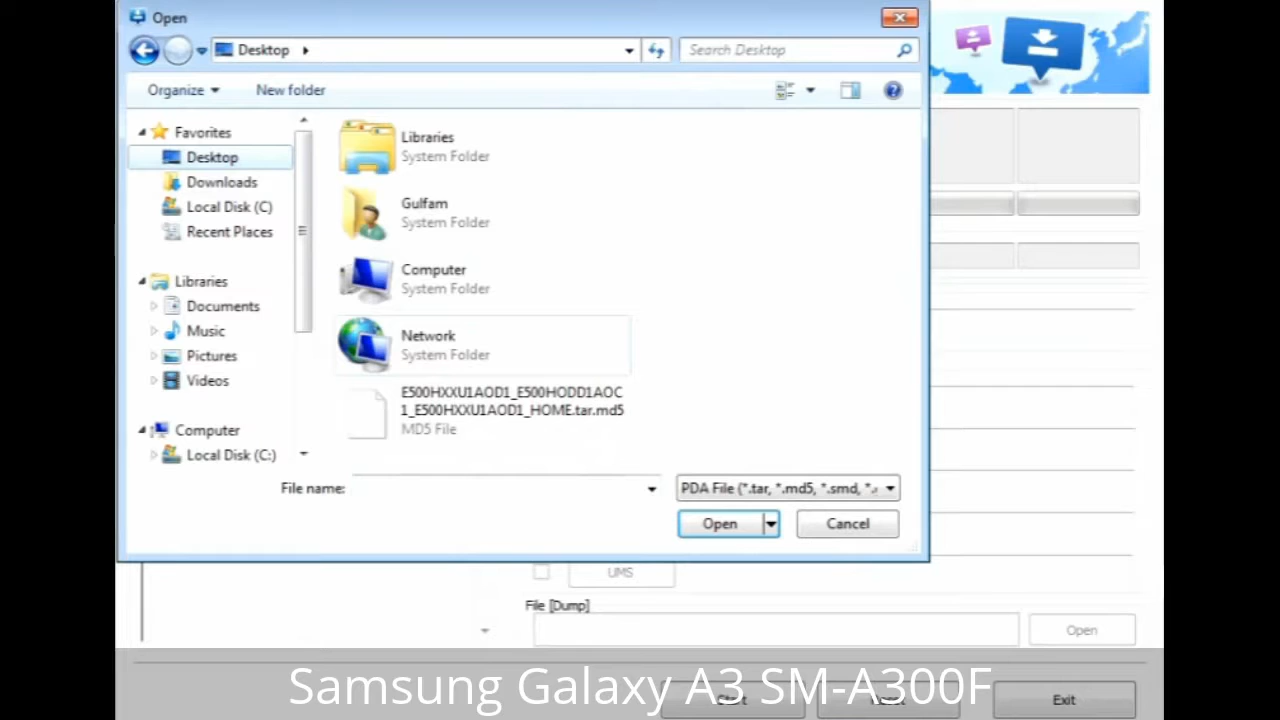 Open
Desktop
Search Desktop
Organize
New folder
Favorites
Desktop
Downloads
Local Disk (C)
Recent Places
Libraries
Documents
Music
Pictures
Videos
Computer
Local Disk (C:)
Libraries
System Folder
Gulfam
System Folder
Computer
System Folder
Network
System Folder
E500HXXU1AOD1_E500HODD1AOC
1_E500HXXU1AOD1_HOME.tar.md5
MD5 File
File name:
PDA File (*.tar, *.md5, *.smd, *.
Open
Cancel
UMS
File [Dump]
Open
Samsung Galaxy A3 SM-A300F
Start
Reset
Exit